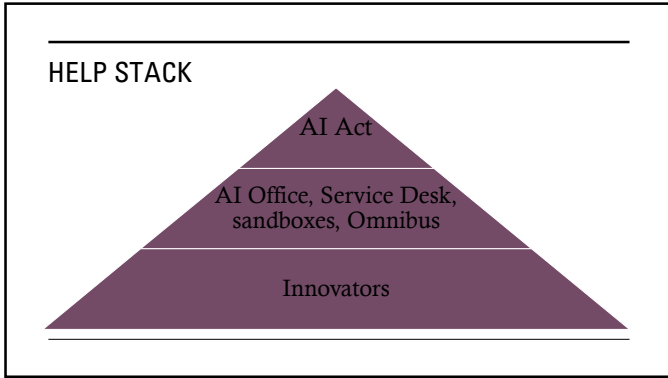 HELP STACK
AI Act
AI Office, Service Desk,
sandboxes, Omnibus
Innovators